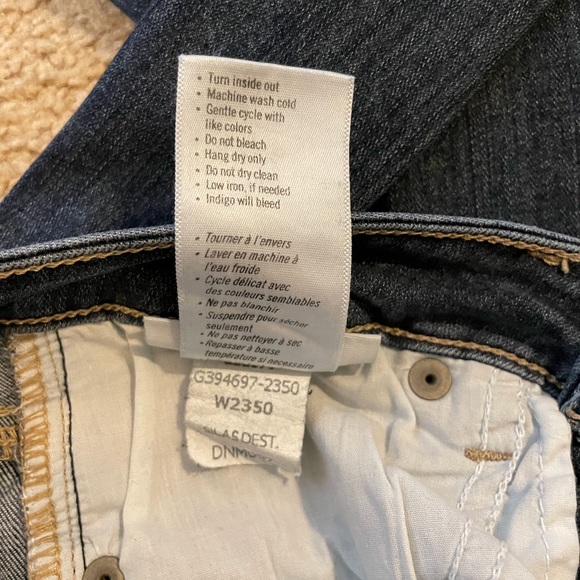 • Turn inside out
• Machine wash cold
• Gentle cycle with
like colors
• Do not bleach
• Hang dry only
• Do not dry clean
• Low iron, if needed
• Indigo will bleed
• Tourner à l'envers
• Laver en machine à
l'eau froide
• Cycle délicat avec
des couleurs semblables
• Ne pas blanchir
• Suspendre pour sécher
seulement
• Ne pas nettoyer à sec
• Repasser à basse
température si necessaire
G394697-2350
W2350
DEST.